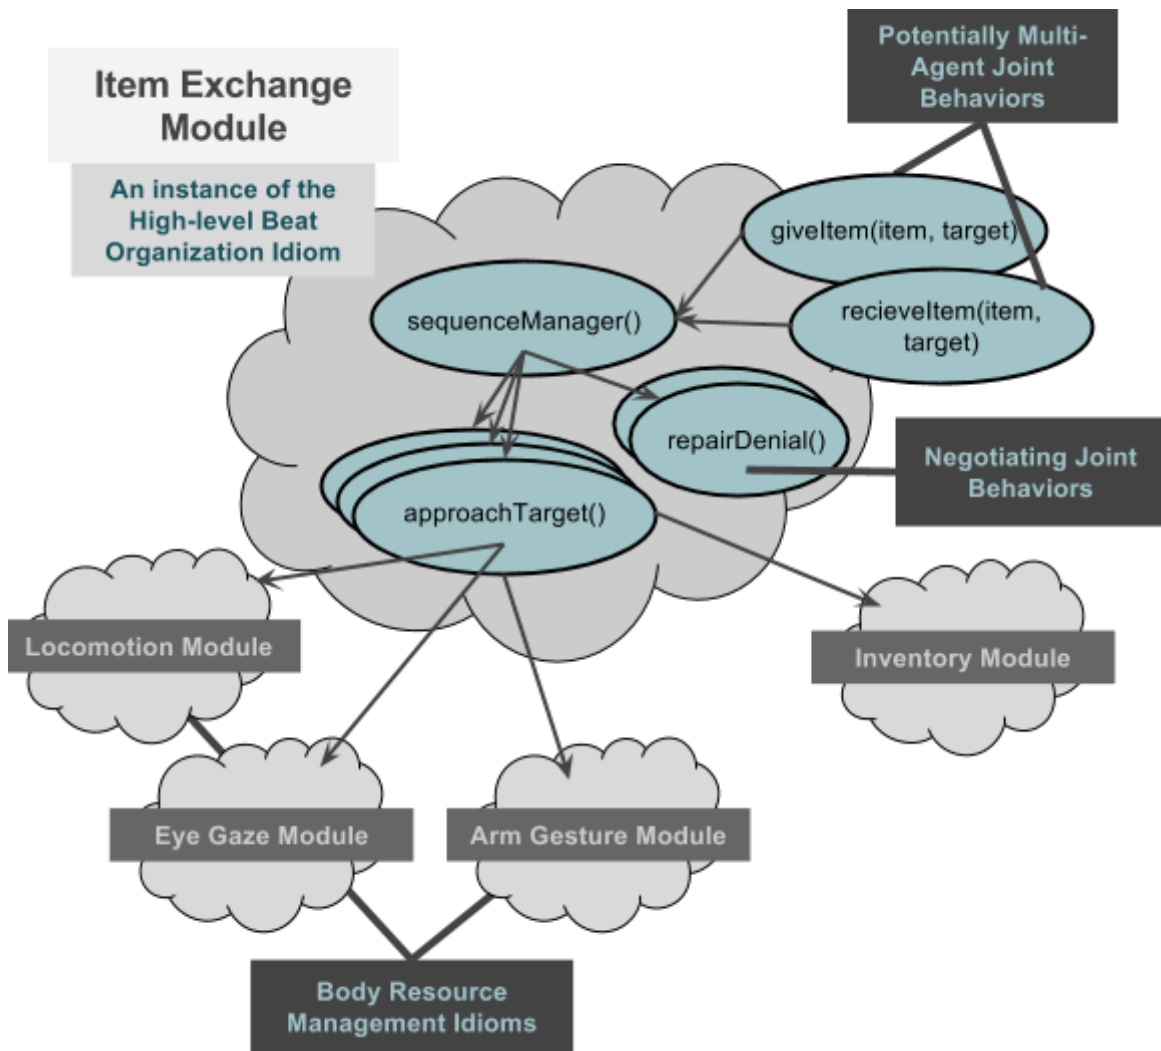 Item Exchange
Module
An instance of the
High-level Beat
Organization Idiom
Potentially Multi-
Agent Joint
Behaviors
giveItem(item, target)
recieveItem(item,
target)
sequenceManager()
repairDenial()
Negotiating Joint
Behaviors
approachTarget()
Locomotion Module
Inventory Module
Eye Gaze Module
Arm Gesture Module
Body Resource
Management Idioms